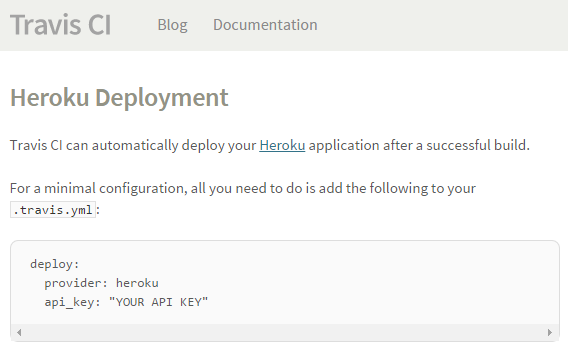 Travis CI Blog Documentation
Heroku Deployment
Travis CI can automatically deploy your Heroku application after a successful build.
For a minimal configuration, all you need to do is add the following to your
.travis.yml:
deploy:
  provider: heroku
  api_key: "YOUR API KEY"